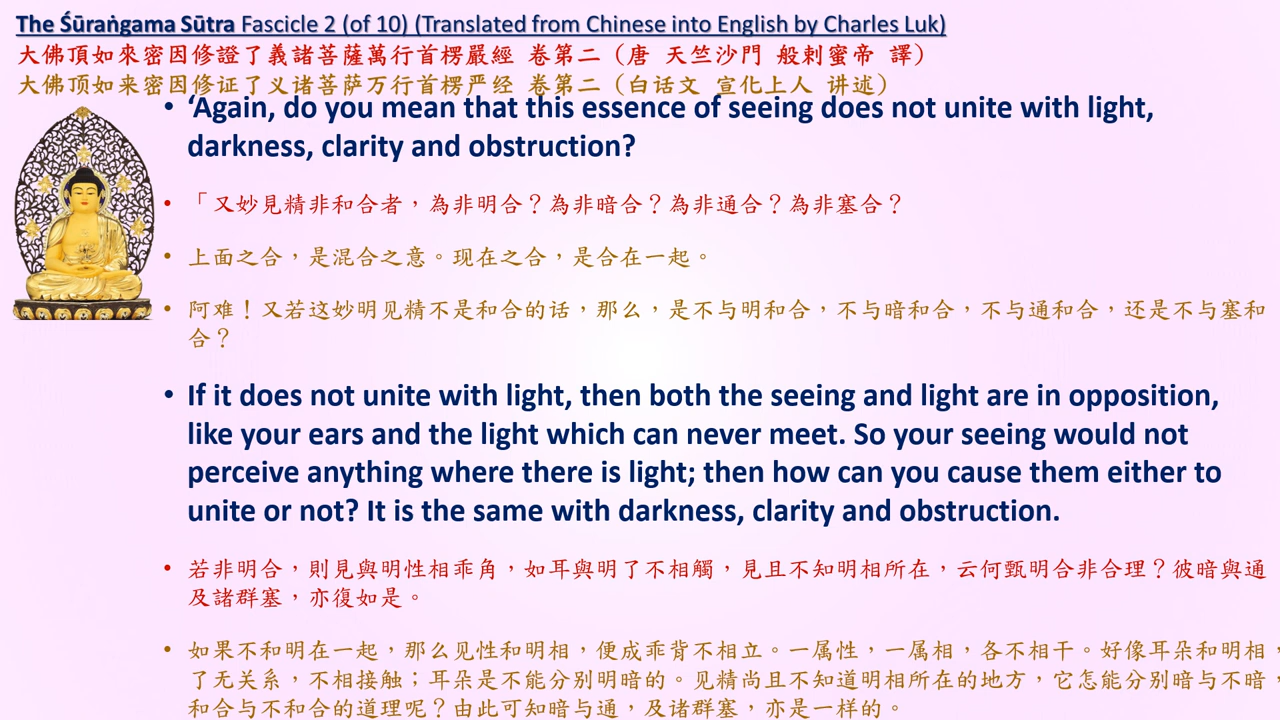 The Śūraṅgama Sūtra Fascicle 2 (of 10) (Translated from Chinese into English by Charles Luk)
大佛頂如來密因修證了義諸菩薩萬行首楞嚴經 卷第二（唐 天竺沙門 般剌蜜帝 譯）
大佛顶如来密因修证了义诸菩萨万行首楞严经 卷第二（白话文 宣化上人 讲述）
• ‘Again, do you mean that this essence of seeing does not unite with light,
darkness, clarity and obstruction?
• 「又妙見精非和合者，為非明合？為非暗合？為非通合？為非塞合？
• 上面之合，是混合之意。现在之合，是合在一起。
• 阿难！又若这妙明见精不是和合的话，那么，是不与明和合，不与暗和合，不与通和合，还是不与塞和
合？
• If it does not unite with light, then both the seeing and light are in opposition,
like your ears and the light which can never meet. So your seeing would not
perceive anything where there is light; then how can you cause them either to
unite or not? It is the same with darkness, clarity and obstruction.
• 若非明合，則見與明性相乖角，如耳與明了不相觸，見且不知明相所在，云何甄明合非合理？彼暗與通
及諸群塞，亦復如是。
• 如果不和明在一起，那么见性和明相，便成乖背不相立。一属性，一属相，各不相干。好像耳朵和明相，
了无关系，不相接触；耳朵是不能分别明暗的。见精尚且不知道明相所在的地方，它怎能分别暗与不暗，
和合与不和合的道理呢？由此可知暗与通，及诸群塞，亦是一样的。